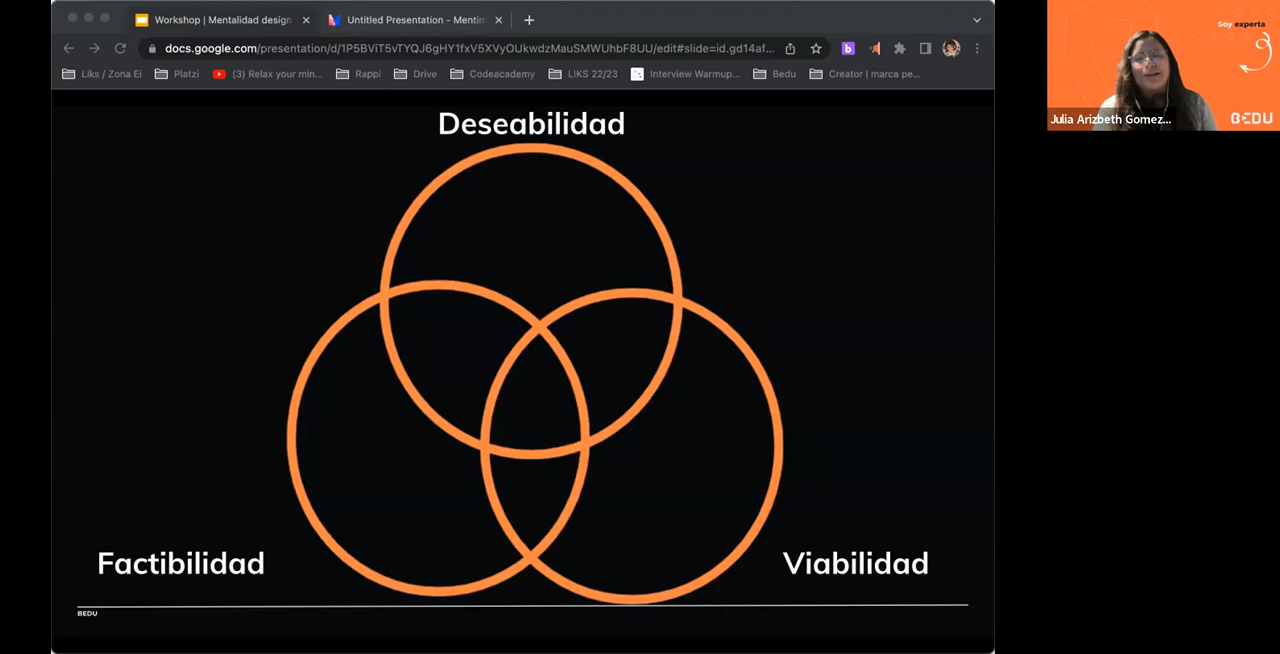 Workshop | Mentalidad design
Untitled Presentation - Mentim
docs.google.com/presentation/d/1P5BViT5vTYQJ6gHY1fxV5XVyOUkwdzMauSMWUhbF8UU/edit#slide=id.gd14af...
Liks / Zona Ei
Platzi
(3) Relax your min...
Rappi
Drive
Codeacademy
LIKS 22/23
Interview Warmup...
Bedu
Creator | marca pe...
Soy experta
Julia Arizbeth Gomez...
BEDU
Deseabilidad
Factibilidad
Viabilidad
BEDU